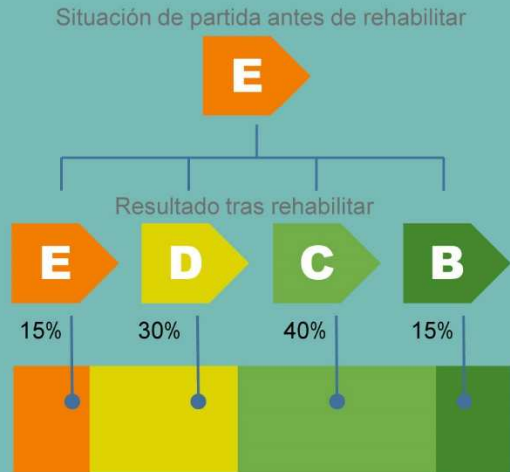 Situación de partida antes de rehabilitar
E
Resultado tras rehabilitar
E D C B
15% 30% 40% 15%